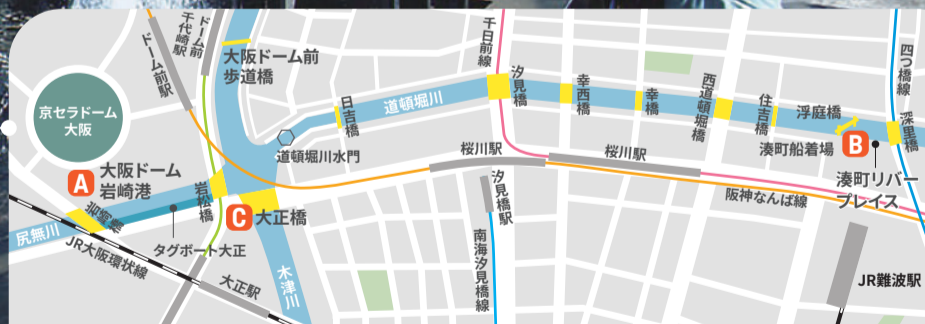 ドーム前
千代崎駅
ドーム前駅
大阪ドーム前
歩道橋
京セラドーム
大阪
日吉橋
道頓堀川
千日前線
汐見橋
幸西橋
幸橋
西道頓堀橋
住吉橋
浮庭橋
四つ橋線
深里橋
湊町船着場
B
湊町リバー
プレイス
道頓堀川水門
桜川駅
桜川駅
阪神なんば線
A
大阪ドーム
岩崎港
岩松橋
C
大正橋
岩崎橋
尻無川
タグボート大正
JR大阪環状線
大正駅
木津川
汐見橋駅
南海汐見橋線
JR難波駅